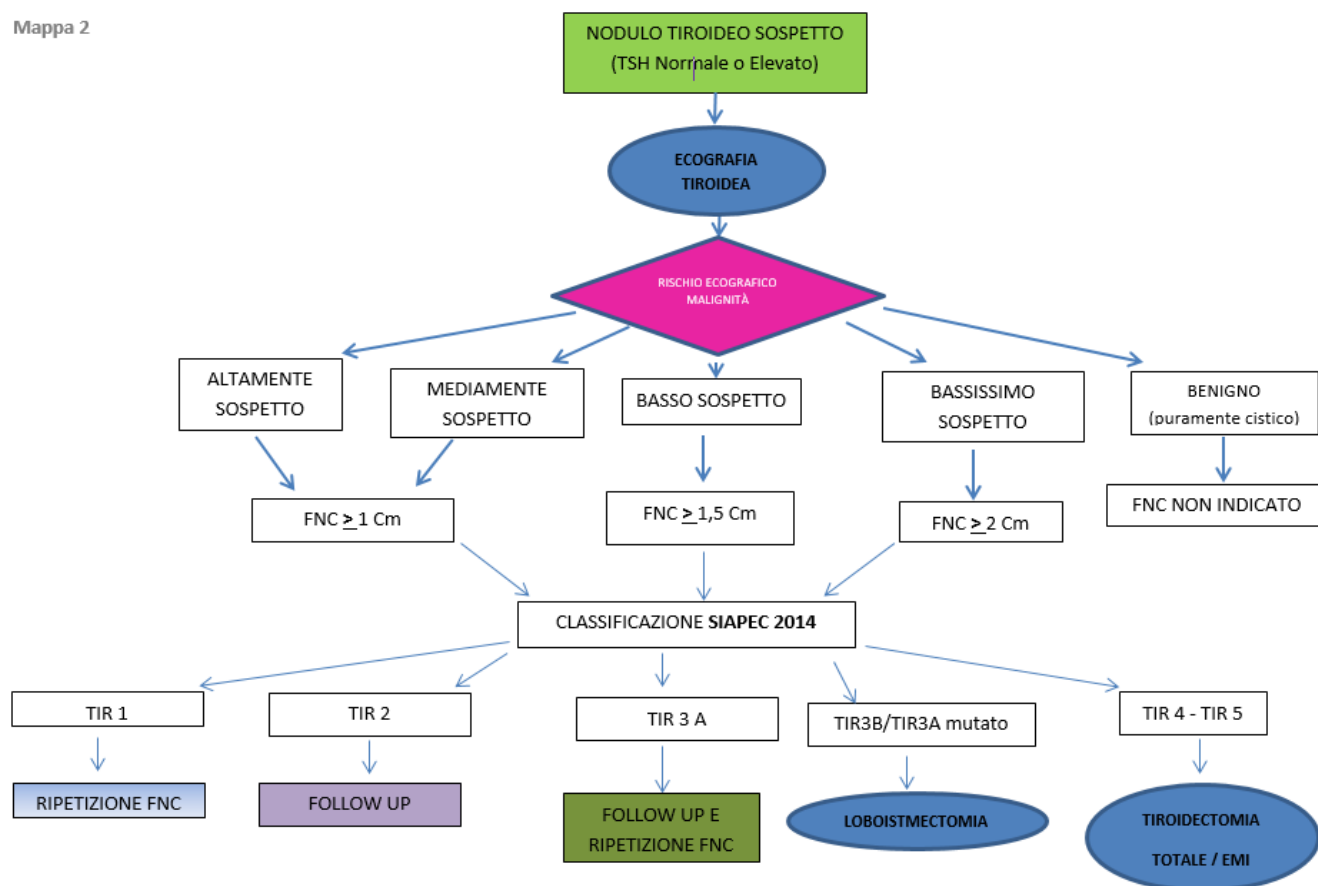 Mappa 2
NODULO TIROIDEO SOSPETTO
(TSH Normale o Elevato)
ECOGRAFIA
TIROIDEA
RISCHIO ECOGRAFICO
MALIGNITÀ
ALTAMENTE
SOSPETTO
MEDIAMENTE
SOSPETTO
BASSO SOSPETTO
BASSISSIMO
SOSPETTO
BENIGNO
(puramente cistico)
FNC ≥ 1 Cm
FNC ≥ 1,5 Cm
FNC ≥ 2 Cm
FNC NON INDICATO
CLASSIFICAZIONE SIAPEC 2014
TIR 1
TIR 2
TIR 3 A
TIR3B/TIR3A mutato
TIR 4 - TIR 5
RIPETIZIONE FNC
FOLLOW UP
FOLLOW UP E
RIPETIZIONE FNC
LOBOISTMECTOMIA
TIROIDECTOMIA
TOTALE / EMI